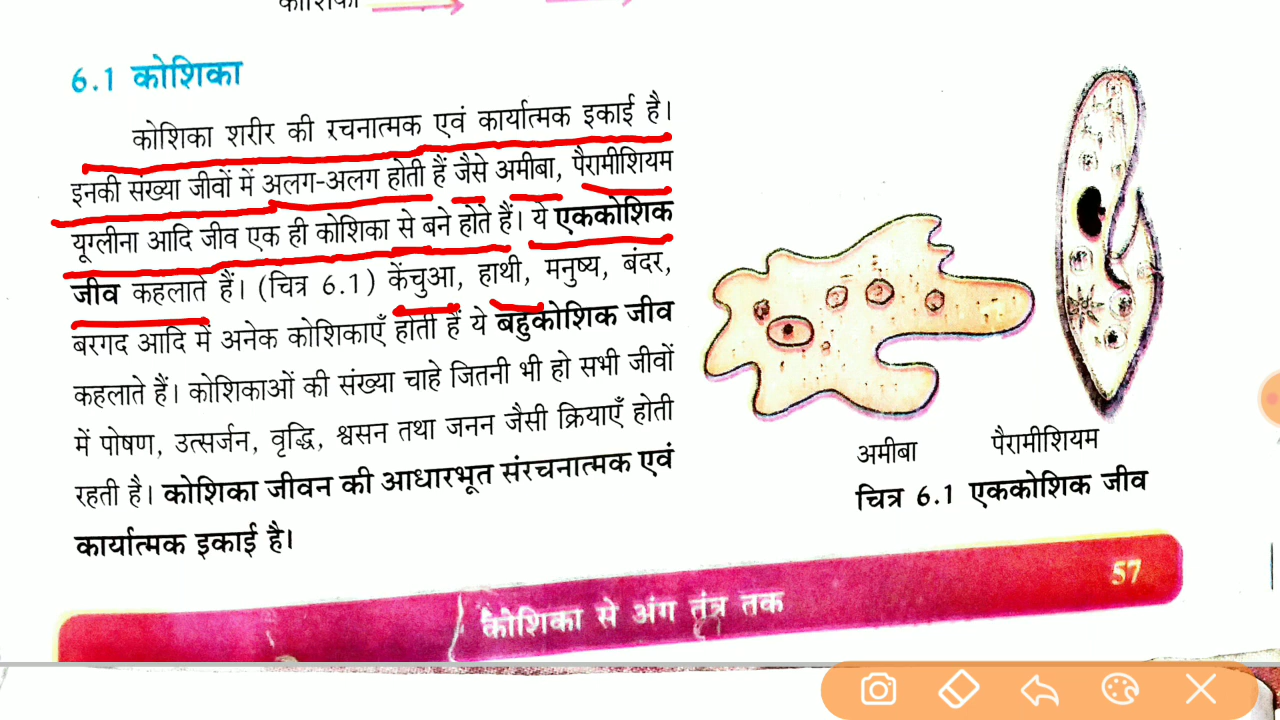 कोशिका
6.1 कोशिका
कोशिका शरीर की रचनात्मक एवं कार्यात्मक इकाई है।
इनकी संख्या जीवों में अलग-अलग होती हैं जैसे अमीबा, पैरामीशियम
यूग्लीना आदि जीव एक ही कोशिका से बने होते हैं। ये एककोशिक
जीव कहलाते हैं। (चित्र 6.1) केंचुआ, हाथी, मनुष्य, बंदर,
बरगद आदि में अनेक कोशिकाएँ होती हैं ये बहुकोशिक जीव
कहलाते हैं। कोशिकाओं की संख्या चाहे जितनी भी हो सभी जीवों
में पोषण, उत्सर्जन, वृद्धि, श्वसन तथा जनन जैसी क्रियाएँ होती
रहती है। कोशिका जीवन की आधारभूत संरचनात्मक एवं
कार्यात्मक इकाई है।
अमीबा
पैरामीशियम
चित्र 6.1 एककोशिक जीव
57
कोशिका से अंग तंत्र तक